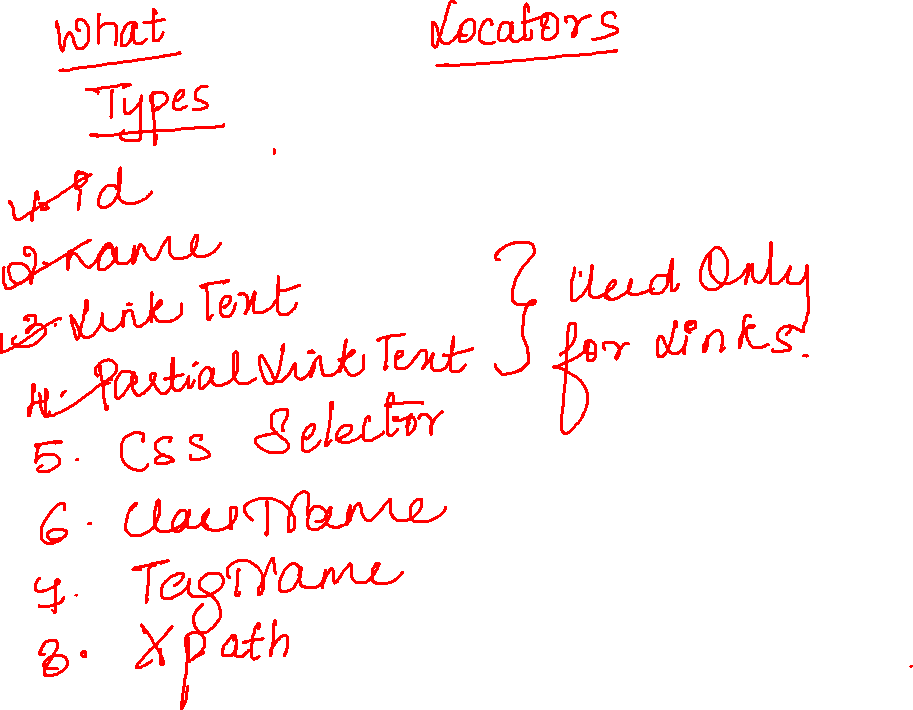 What Locators
Types
1. id
2. Name
3. Link Text
4. Partial Link Text } Used Only
for Links.
5. CSS Selector
6. ClassName
7. TagName
8. Xpath